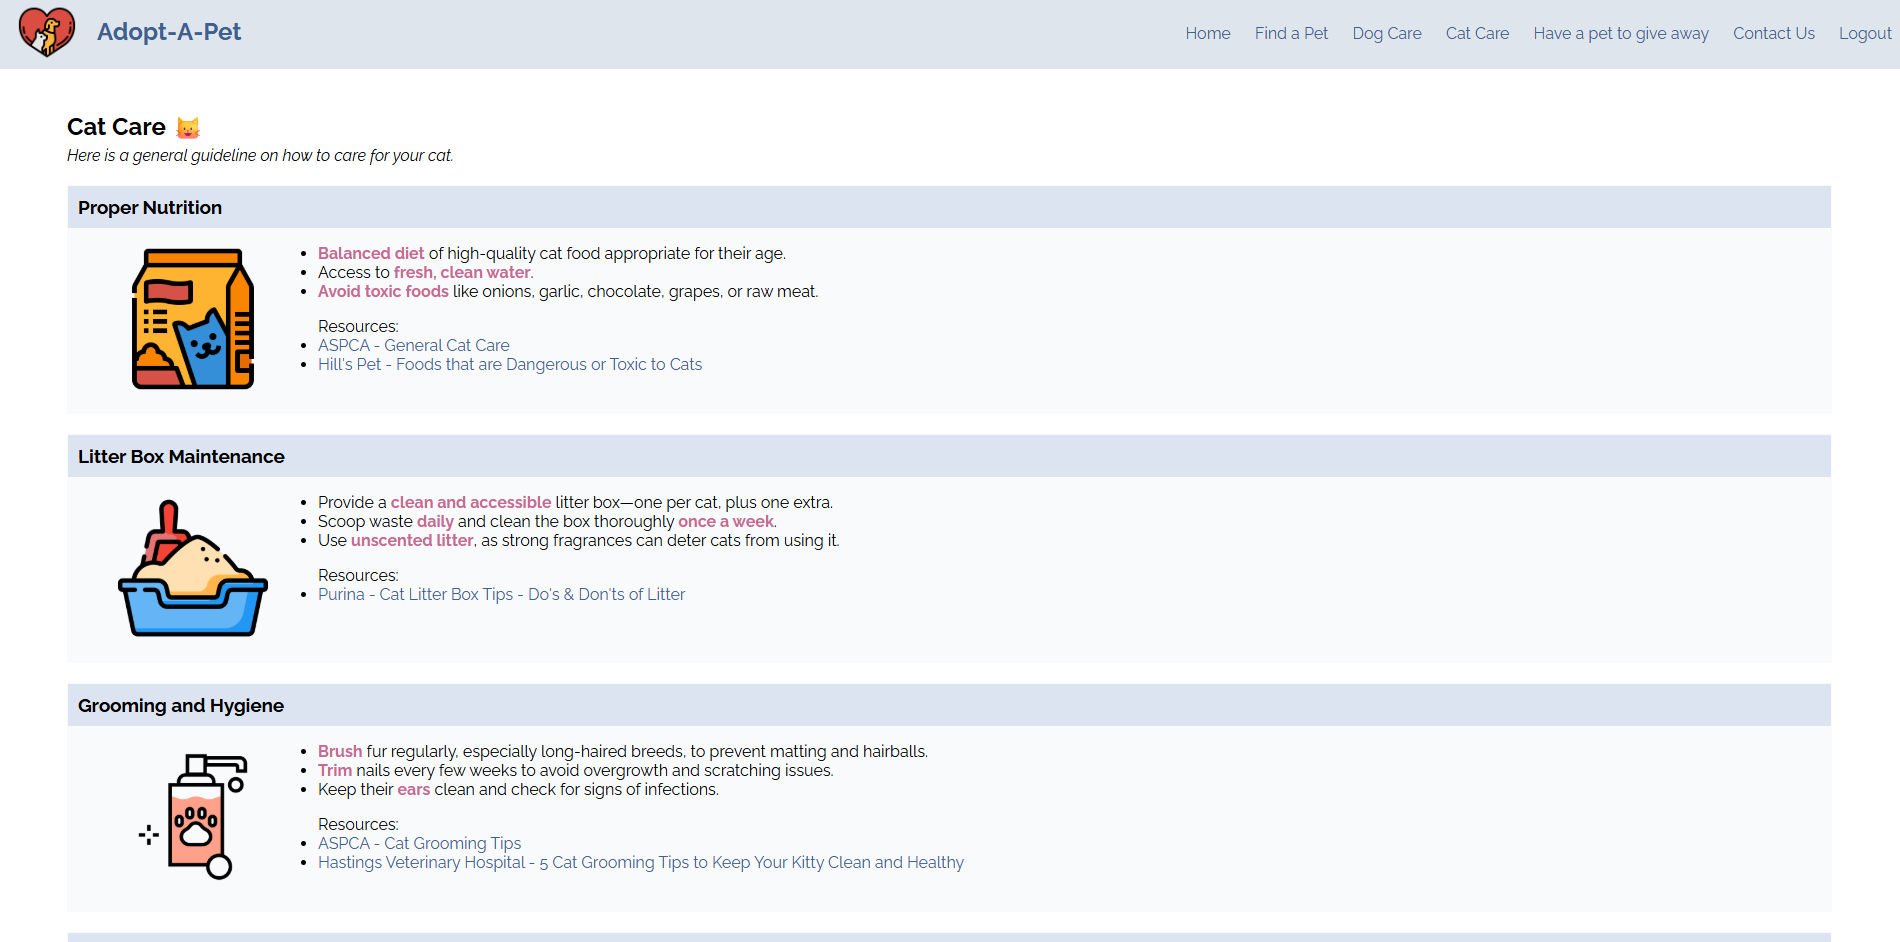 Adopt-A-Pet
Home Find a Pet Dog Care Cat Care Have a pet to give away Contact Us Logout
Cat Care
Here is a general guideline on how to care for your cat.
Proper Nutrition
Balanced diet of high-quality cat food appropriate for their age.
Access to fresh, clean water.
Avoid toxic foods like onions, garlic, chocolate, grapes, or raw meat.
Resources:
ASPCA - General Cat Care
Hill's Pet - Foods that are Dangerous or Toxic to Cats
Litter Box Maintenance
Provide a clean and accessible litter box—one per cat, plus one extra.
Scoop waste daily and clean the box thoroughly once a week.
Use unscented litter, as strong fragrances can deter cats from using it.
Resources:
Purina - Cat Litter Box Tips - Do's & Don'ts of Litter
Grooming and Hygiene
Brush fur regularly, especially long-haired breeds, to prevent matting and hairballs.
Trim nails every few weeks to avoid overgrowth and scratching issues.
Keep their ears clean and check for signs of infections.
Resources:
ASPCA - Cat Grooming Tips
Hastings Veterinary Hospital - 5 Cat Grooming Tips to Keep Your Kitty Clean and Healthy